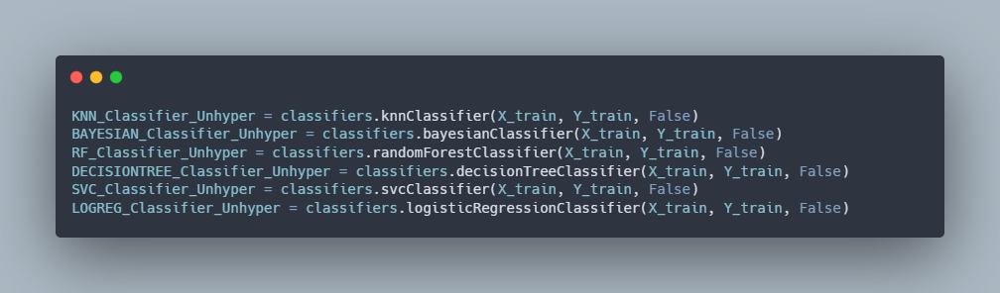 KNN_Classifier_Unhyper = classifiers.knnClassifier(X_train, Y_train, False)
BAYESIAN_Classifier_Unhyper = classifiers.bayesianClassifier(X_train, Y_train, False)
RF_Classifier_Unhyper = classifiers.randomForestClassifier(X_train, Y_train, False)
DECISIONTREE_Classifier_Unhyper = classifiers.decisionTreeClassifier(X_train, Y_train, False)
SVC_Classifier_Unhyper = classifiers.svcClassifier(X_train, Y_train, False)
LOGREG_Classifier_Unhyper = classifiers.logisticRegressionClassifier(X_train, Y_train, False)